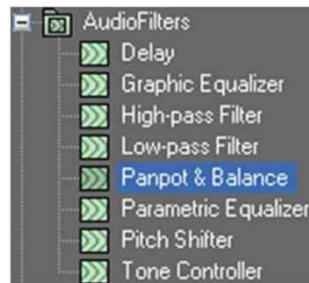 AudioFilters
Delay
Graphic Equalizer
High-pass Filter
Low-pass Filter
Panpot & Balance
Parametric Equalizer
Pitch Shifter
Tone Controller